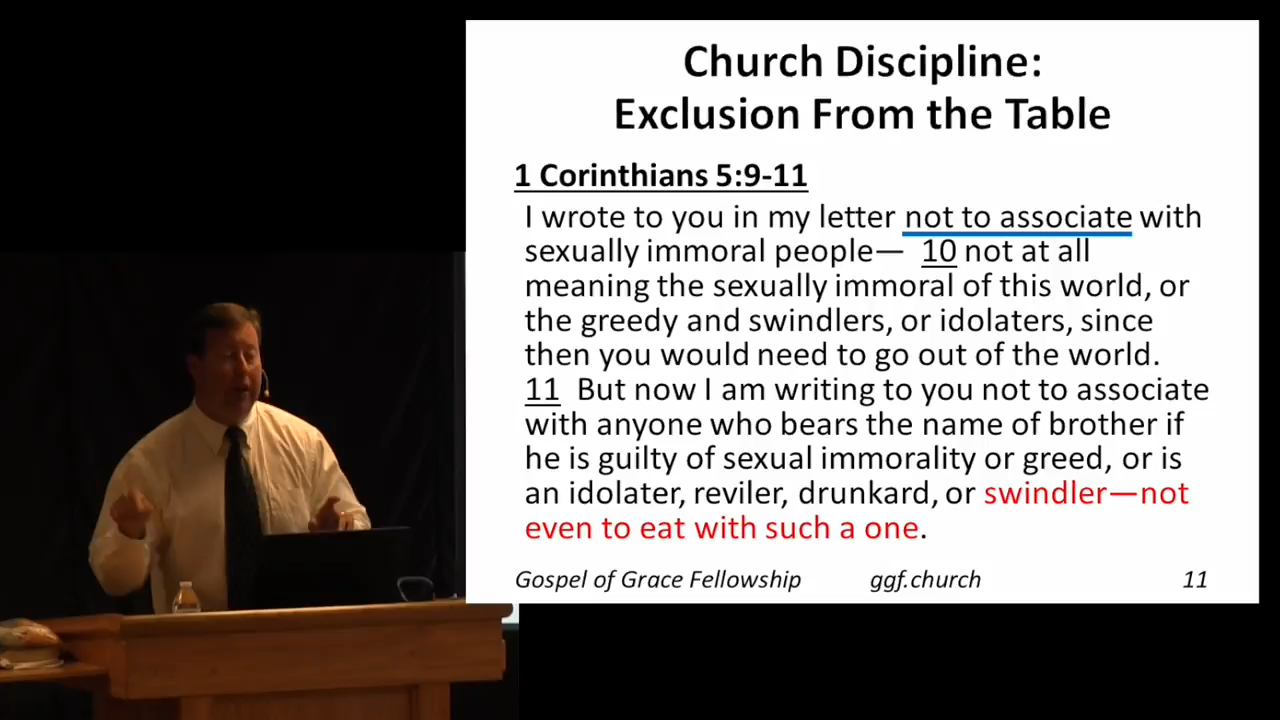 Church Discipline:
Exclusion From the Table
1 Corinthians 5:9-11
I wrote to you in my letter not to associate with
sexually immoral people— 10 not at all
meaning the sexually immoral of this world, or
the greedy and swindlers, or idolaters, since
then you would need to go out of the world.
11 But now I am writing to you not to associate
with anyone who bears the name of brother if
he is guilty of sexual immorality or greed, or is
an idolater, reviler, drunkard, or swindler—not
even to eat with such a one.
Gospel of Grace Fellowship ggf.church 11